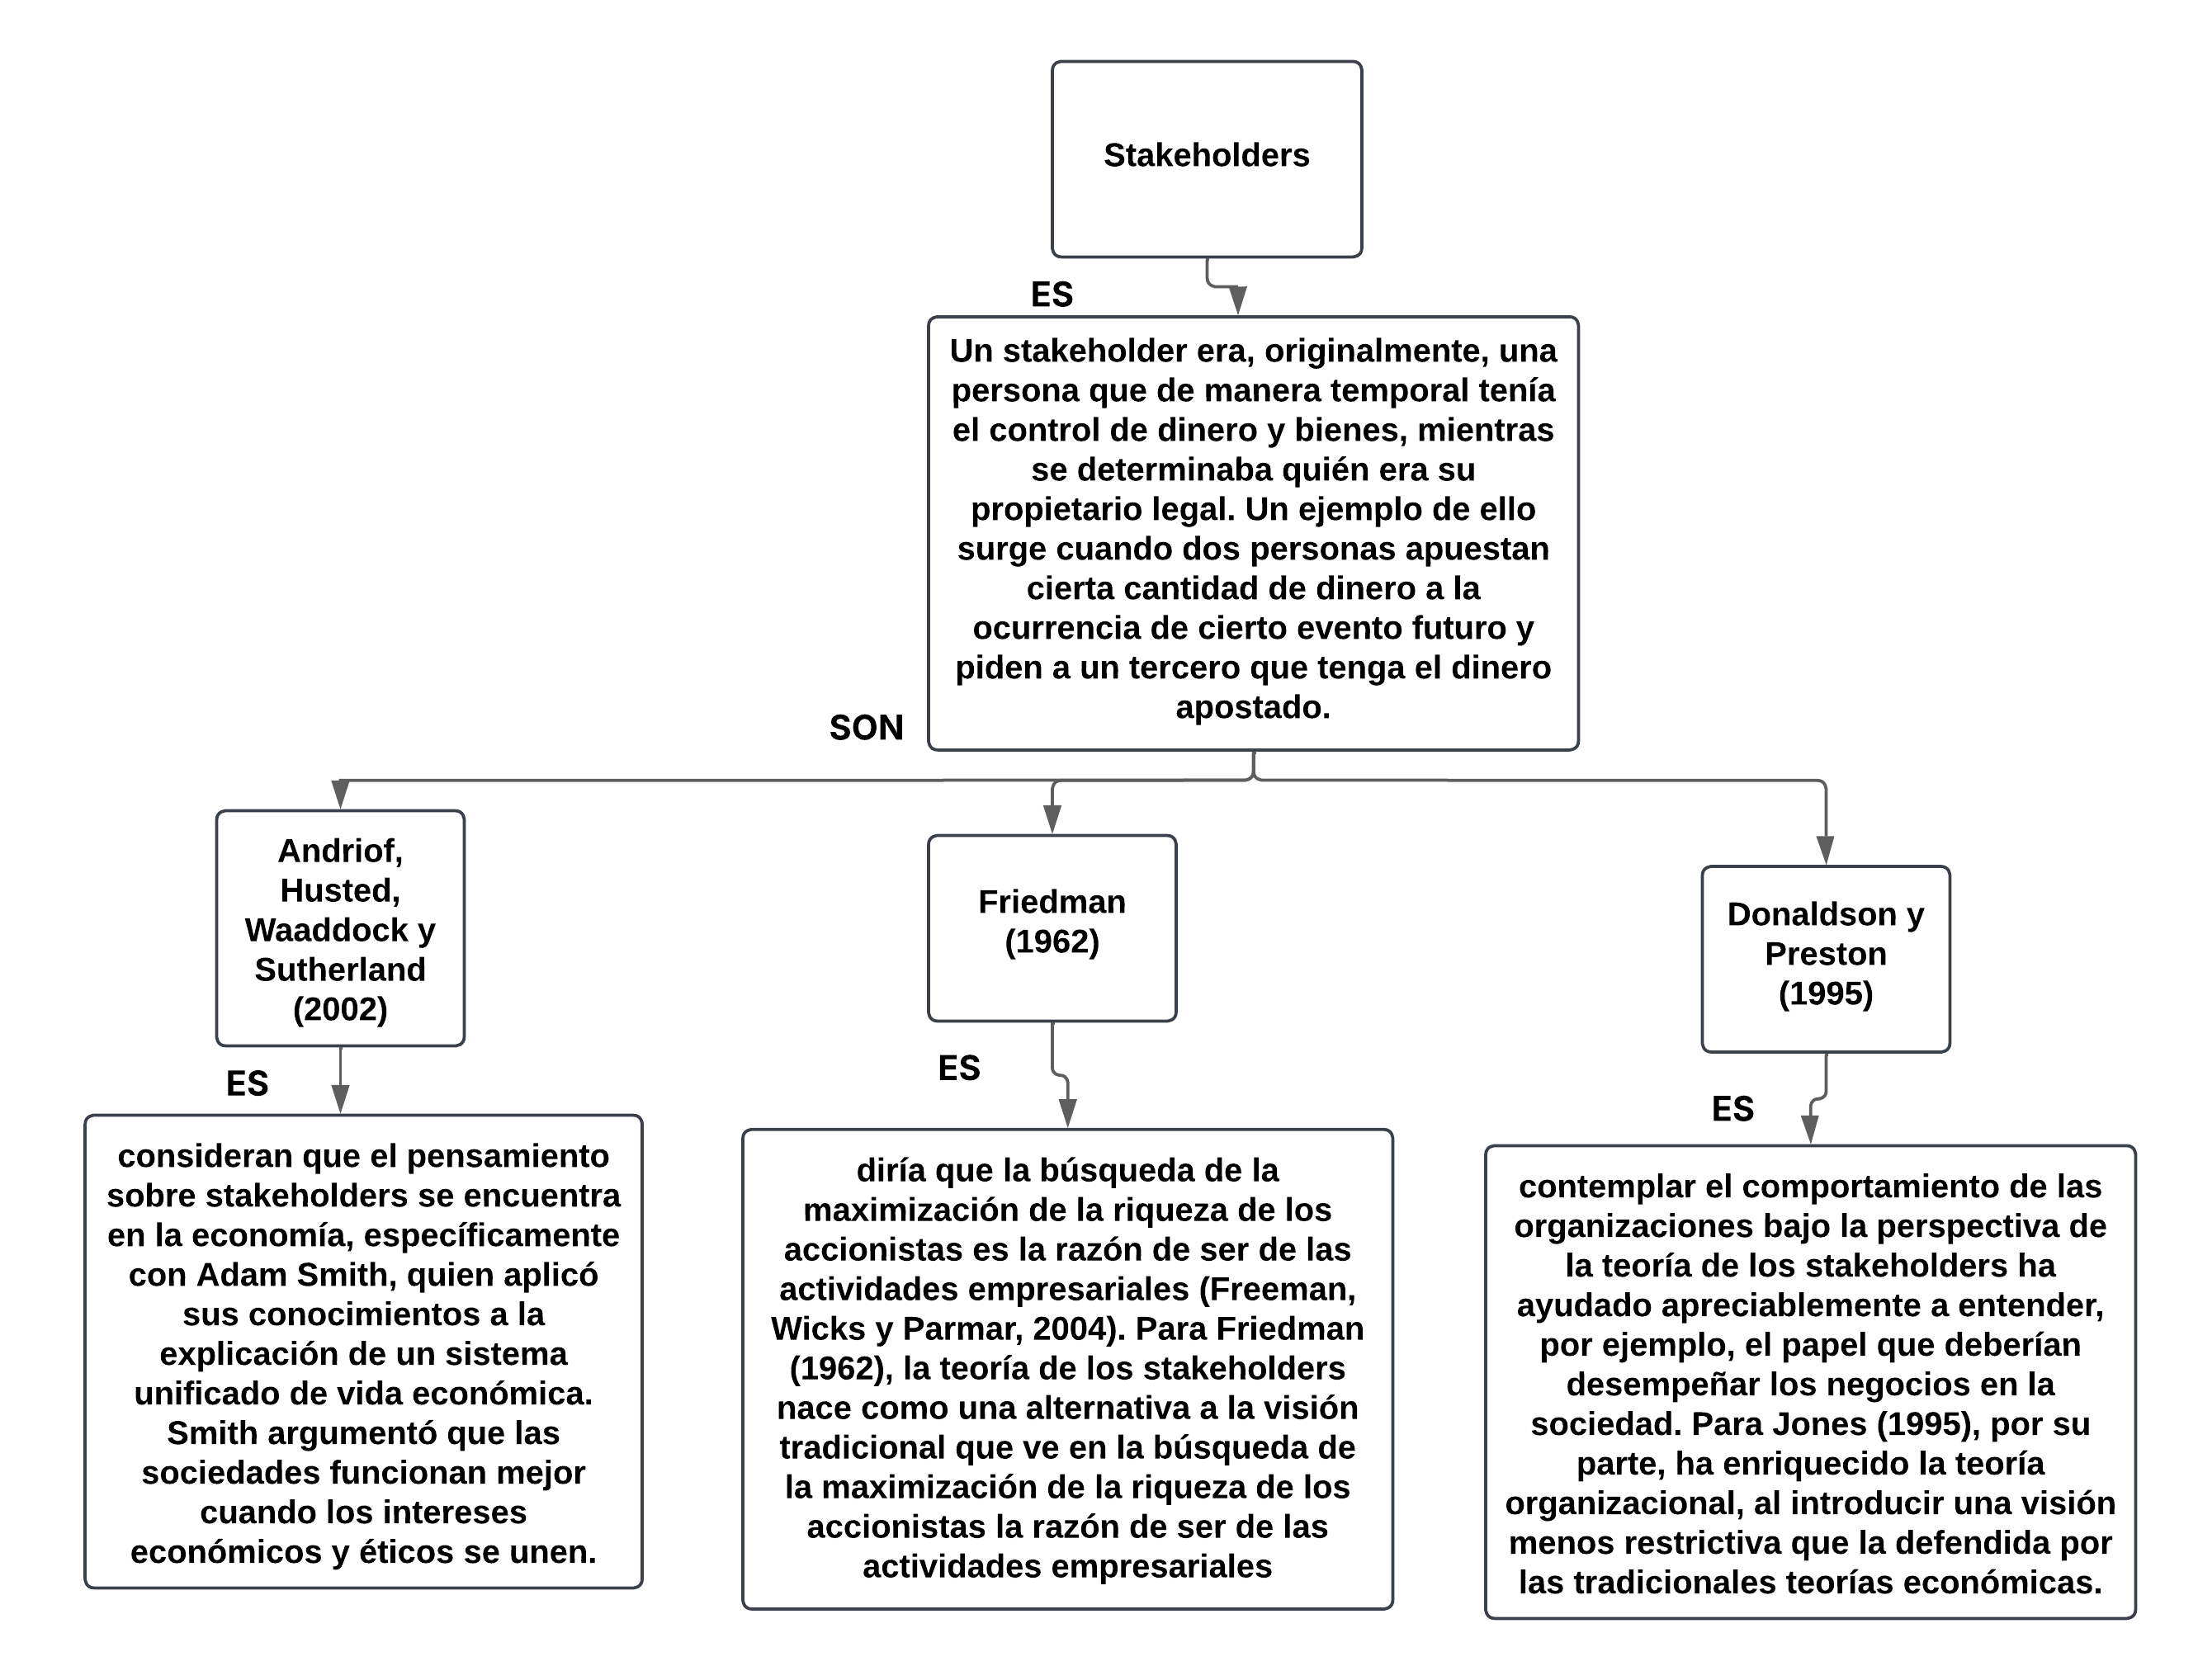 Stakeholders
ES
Un stakeholder era, originalmente, una
persona que de manera temporal tenía
el control de dinero y bienes, mientras
se determinaba quién era su
propietario legal. Un ejemplo de ello
surge cuando dos personas apuestan
cierta cantidad de dinero a la
ocurrencia de cierto evento futuro y
piden a un tercero que tenga el dinero
apostado.
SON
Andriof,
Husted,
Waaddock y
Sutherland
(2002)
ES
consideran que el pensamiento
sobre stakeholders se encuentra
en la economía, específicamente
con Adam Smith, quien aplicó
sus conocimientos a la
explicación de un sistema
unificado de vida económica.
Smith argumentó que las
sociedades funcionan mejor
cuando los intereses
económicos y éticos se unen.
Friedman
(1962)
ES
diría que la búsqueda de la
maximización de la riqueza de los
accionistas es la razón de ser de las
actividades empresariales (Freeman,
Wicks y Parmar, 2004). Para Friedman
(1962), la teoría de los stakeholders
nace como una alternativa a la visión
tradicional que ve en la búsqueda de
la maximización de la riqueza de los
accionistas la razón de ser de las
actividades empresariales
Donaldson y
Preston
(1995)
ES
contemplar el comportamiento de las
organizaciones bajo la perspectiva de
la teoría de los stakeholders ha
ayudado apreciablemente a entender,
por ejemplo, el papel que deberían
desempeñar los negocios en la
sociedad. Para Jones (1995), por su
parte, ha enriquecido la teoría
organizacional, al introducir una visión
menos restrictiva que la defendida por
las tradicionales teorías económicas.